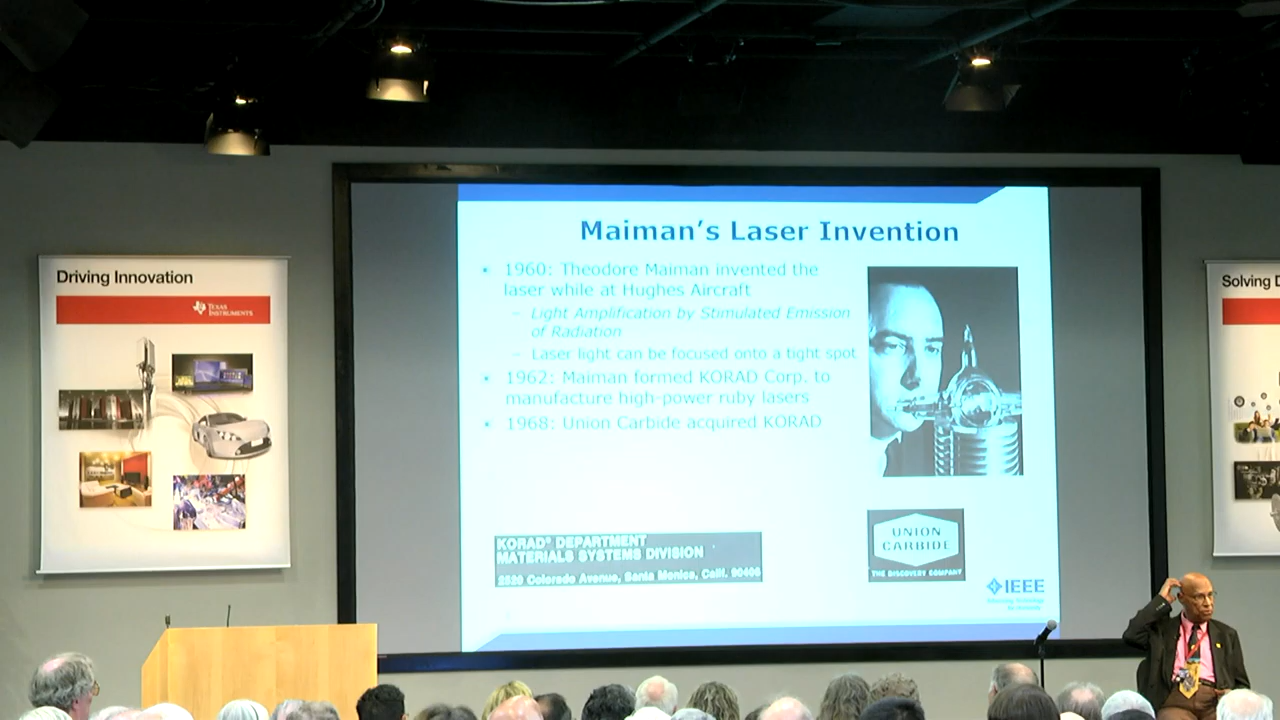 Driving Innovation
TEXAS
INSTRUMENTS
Maiman's Laser Invention
• 1960: Theodore Maiman invented the
laser while at Hughes Aircraft
– Light Amplification by Stimulated Emission
of Radiation
– Laser light can be focused onto a tight spot
• 1962: Maiman formed KORAD Corp. to
manufacture high-power ruby lasers
• 1968: Union Carbide acquired KORAD
KORAD® DEPARTMENT
MATERIALS SYSTEMS DIVISION
2520 Colorado Avenue, Santa Monica, Calif. 90406
UNION
CARBIDE
THE DISCOVERY COMPANY
IEEE
Solving